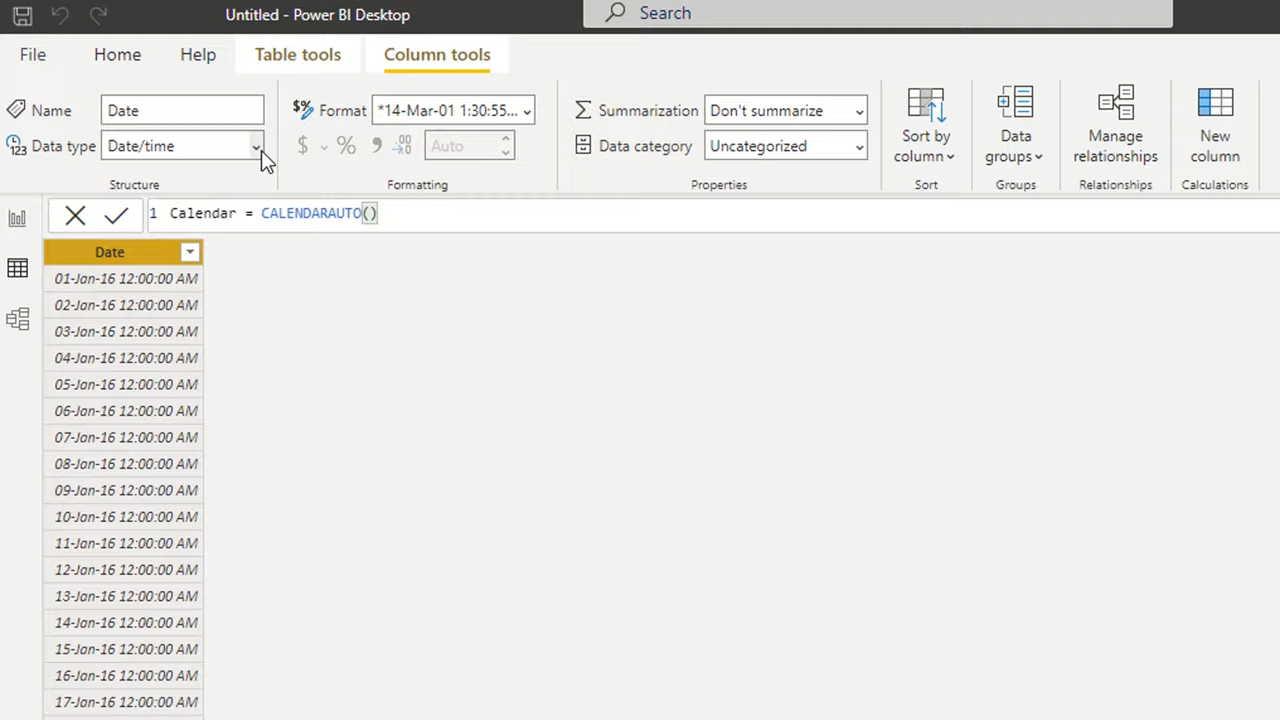 Untitled - Power BI Desktop
Search
File Home Help Table tools Column tools
Name Date
$% Format *14-Mar-01 1:30:55...
Σ Summarization Don't summarize
123 Data type Date/time
$ % 9 .00 Auto
Data category Uncategorized
Sort by column
Data groups
Manage relationships
New column
Structure Formatting Properties Sort Groups Relationships Calculations
1 Calendar = CALENDARAUTO()
Date
01-Jan-16 12:00:00 AM
02-Jan-16 12:00:00 AM
03-Jan-16 12:00:00 AM
04-Jan-16 12:00:00 AM
05-Jan-16 12:00:00 AM
06-Jan-16 12:00:00 AM
07-Jan-16 12:00:00 AM
08-Jan-16 12:00:00 AM
09-Jan-16 12:00:00 AM
10-Jan-16 12:00:00 AM
11-Jan-16 12:00:00 AM
12-Jan-16 12:00:00 AM
13-Jan-16 12:00:00 AM
14-Jan-16 12:00:00 AM
15-Jan-16 12:00:00 AM
16-Jan-16 12:00:00 AM
17-Jan-16 12:00:00 AM